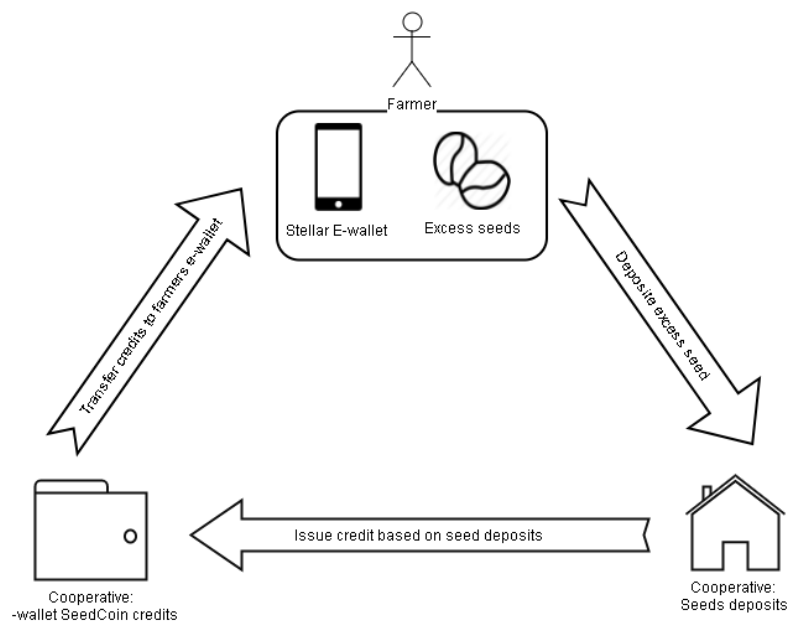 Farmer
Stellar E-wallet
Excess seeds
Transfer credits to farmers e-wallet
Deposite excess seed
Issue credit based on seed deposits
Cooperative:
-wallet SeedCoin credits
Cooperative:
Seeds deposits